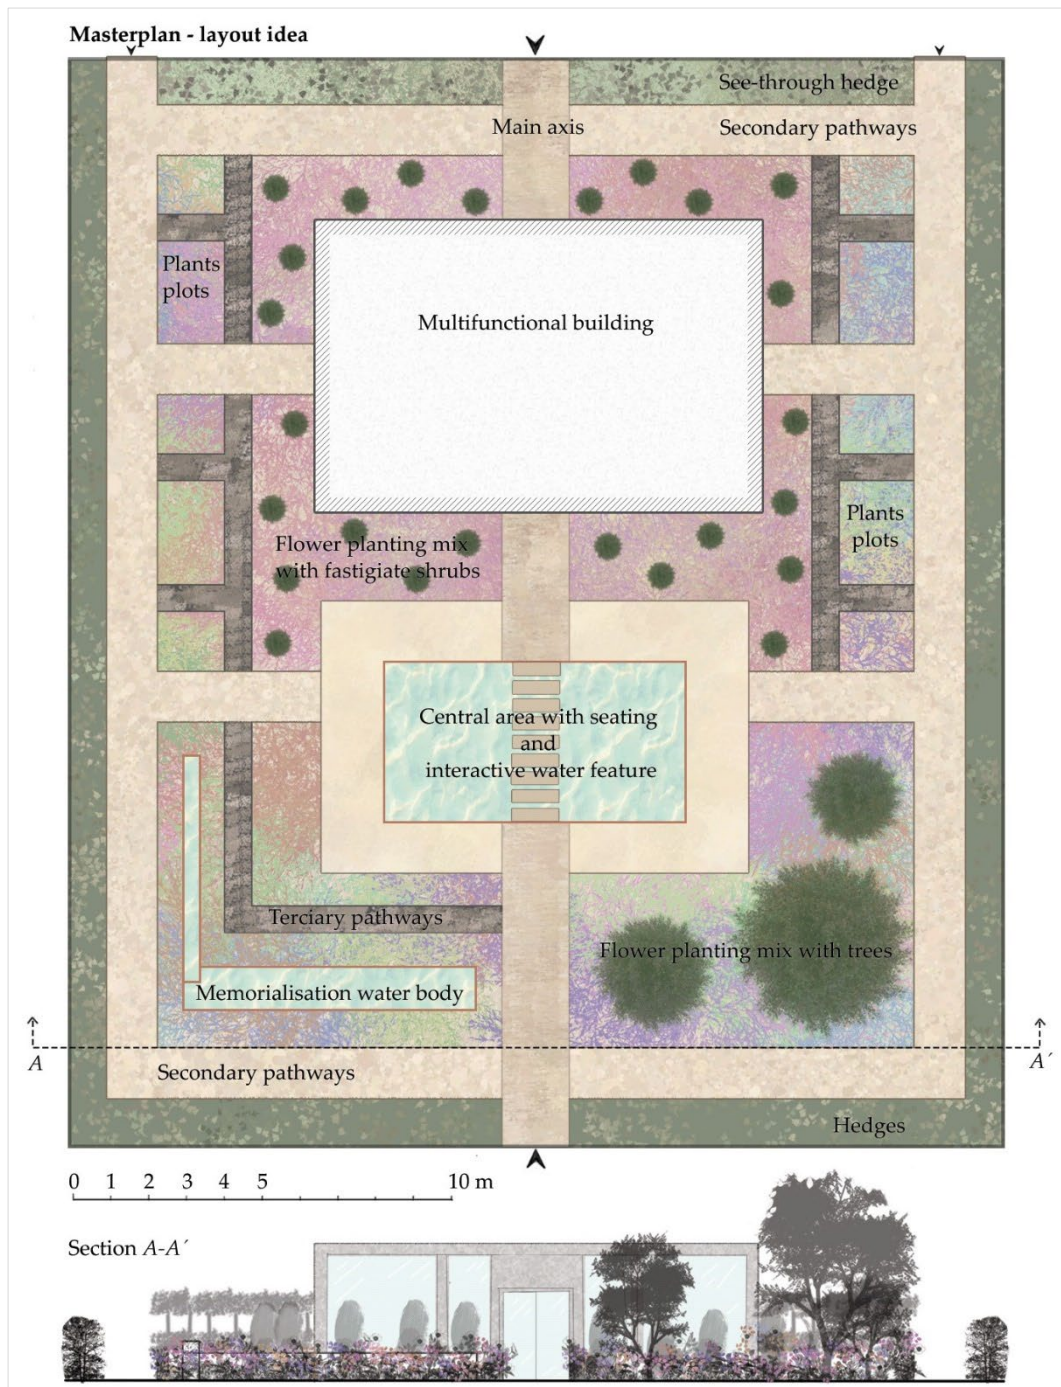 Masterplan - layout idea
See-through hedge
Main axis
Secondary pathways
Plants
plots
Multifunctional building
Plants
plots
Flower planting mix
with fastigiate shrubs
Central area with seating
and
interactive water feature
Terciary pathways
Flower planting mix with trees
Memorialisation water body
A
A´
Secondary pathways
Hedges
0 1 2 3 4 5 10 m
Section A-A´